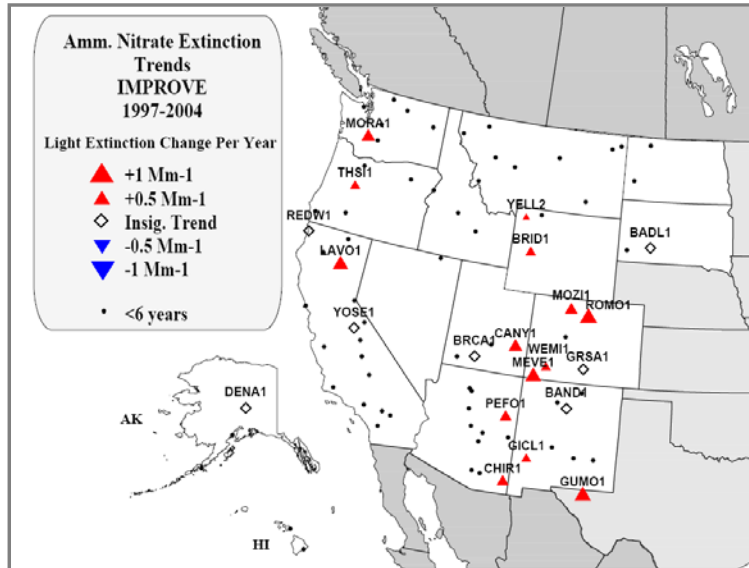 Amm. Nitrate Extinction
Trends
IMPROVE
1997-2004
Light Extinction Change Per Year
+1 Mm-1
+0.5 Mm-1
Insig. Trend
-0.5 Mm-1
-1 Mm-1
<6 years
MORA1
THSI1
REDW1
LAVO1
YELL2
BRID1
BADL1
MOZI1
ROMO1
YOSE1
BRCA1
CANY1
WEMI1
MEVE1
GRSA1
DENA1
AK
PEFO1
BAND1
GICL1
CHIR1
GUMO1
HI